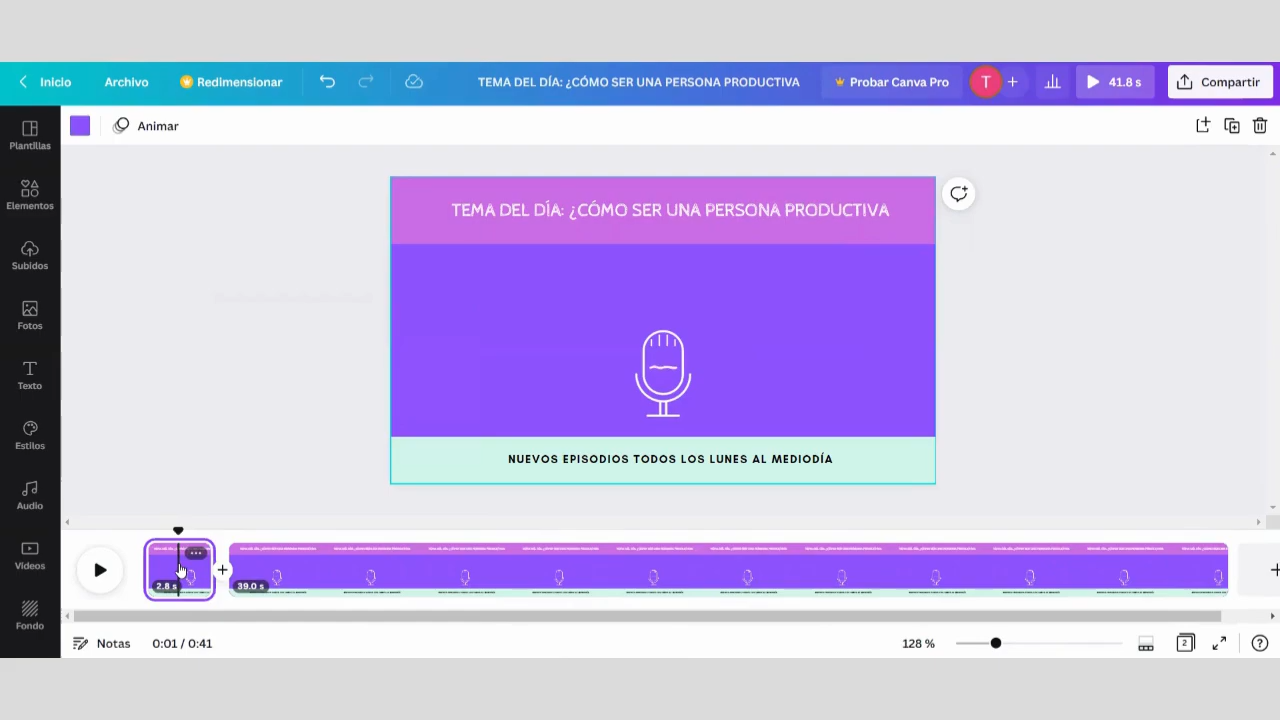 Inicio
Archivo
Redimensionar
TEMA DEL DÍA: ¿CÓMO SER UNA PERSONA PRODUCTIVA
Probar Canva Pro
T
41.8 s
Compartir
Plantillas
Elementos
Subidos
Fotos
Texto
Estilos
Audio
Videos
Fondo
Animar
TEMA DEL DÍA: ¿CÓMO SER UNA PERSONA PRODUCTIVA
NUEVOS EPISODIOS TODOS LOS LUNES AL MEDIODÍA
2.8 s
39.0 s
Notas
0:01 / 0:41
128 %
2